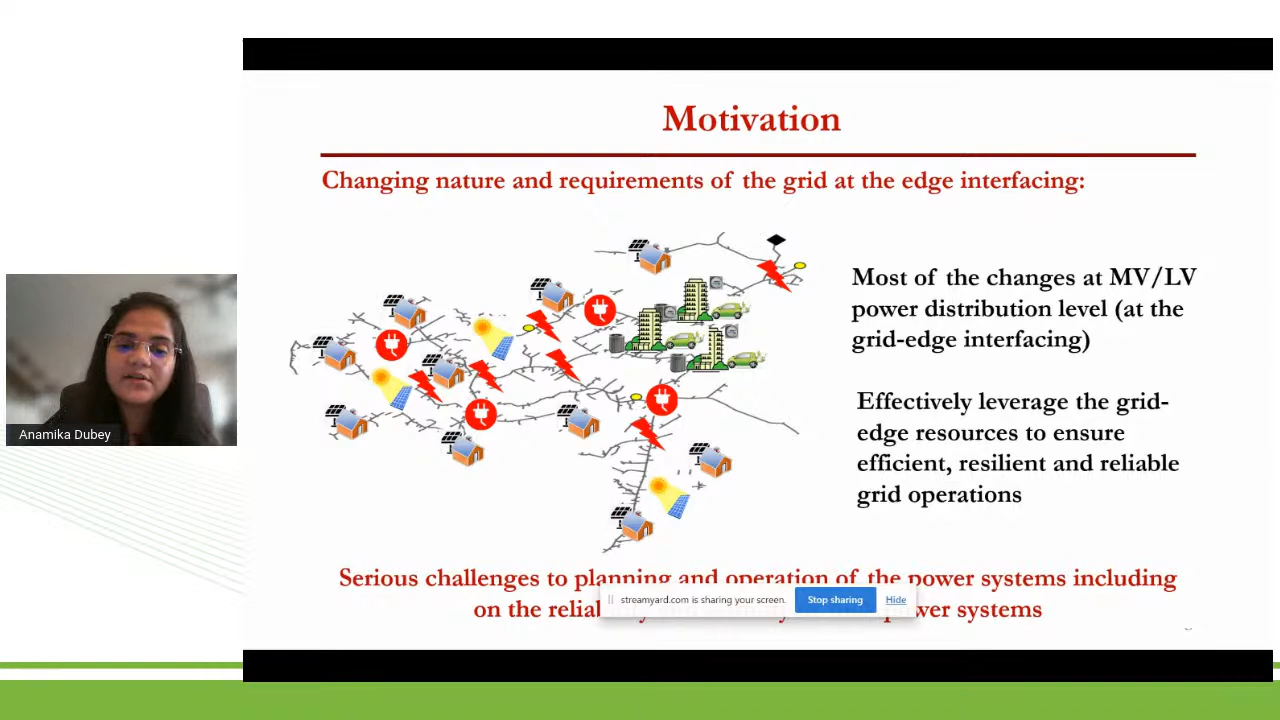 Motivation
Changing nature and requirements of the grid at the edge interfacing:
Most of the changes at MV/LV
power distribution level (at the
grid-edge interfacing)
Effectively leverage the grid-
edge resources to ensure
efficient, resilient and reliable
grid operations
Anamika Dubey
Serious challenges to planning and operation of the power systems including
on the power systems
streamyard.com is sharing your screen.
Stop sharing
Hide